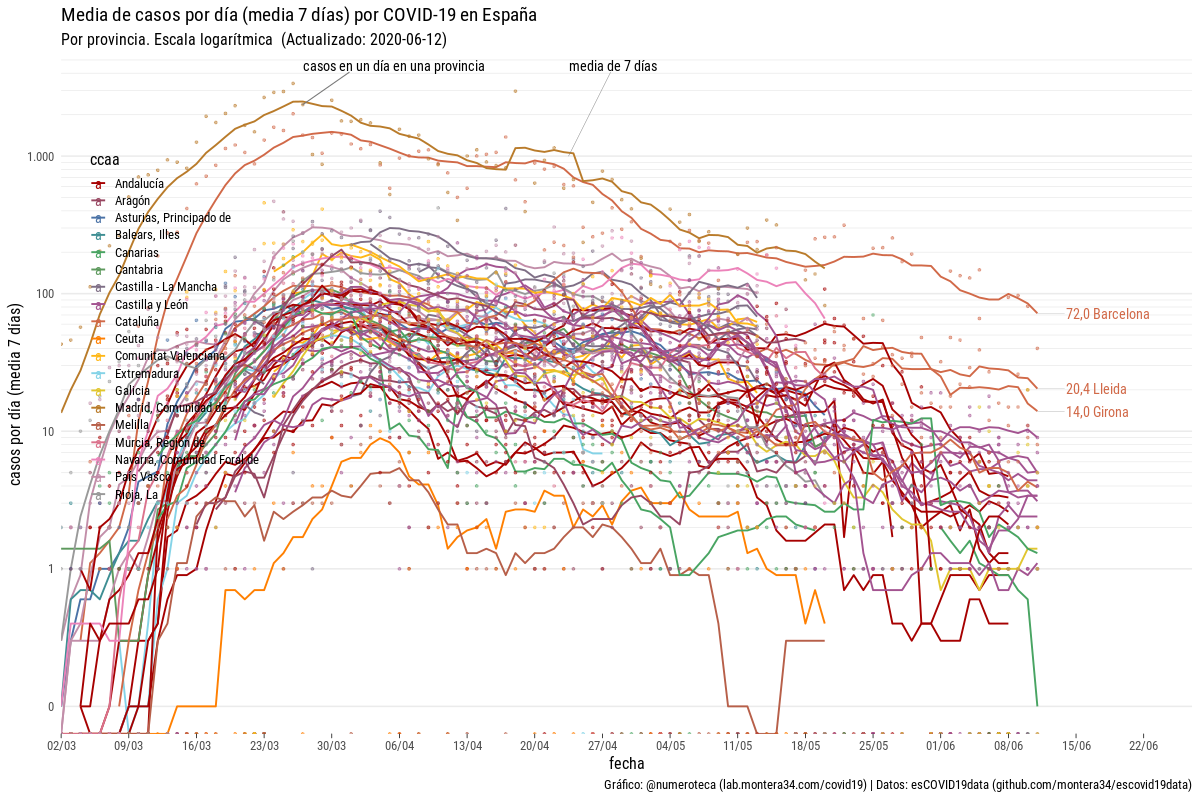 Media de casos por día (media 7 días) por COVID-19 en España
Por provincia. Escala logarítmica  (Actualizado: 2020-06-12)
casos en un día en una provincia
media de 7 días
casos por día (media 7 días)
1.000
100
10
1
0
ccaa
Andalucía
Aragón
Asturias, Principado de
Balears, Illes
Canarias
Cantabria
Castilla - La Mancha
Castilla y León
Cataluña
Ceuta
Comunitat Valenciana
Extremadura
Galicia
Madrid, Comunidad de
Melilla
Murcia, Región de
Navarra, Comunidad Foral de
País Vasco
Rioja, La
72,0 Barcelona
20,4 Lleida
14,0 Girona
02/03 09/03 16/03 23/03 30/03 06/04 13/04 20/04 27/04 04/05 11/05 18/05 25/05 01/06 08/06 15/06 22/06
fecha
Gráfico: @numeroteca (lab.montera34.com/covid19) | Datos: esCOVID19data (github.com/montera34/escovid19data)